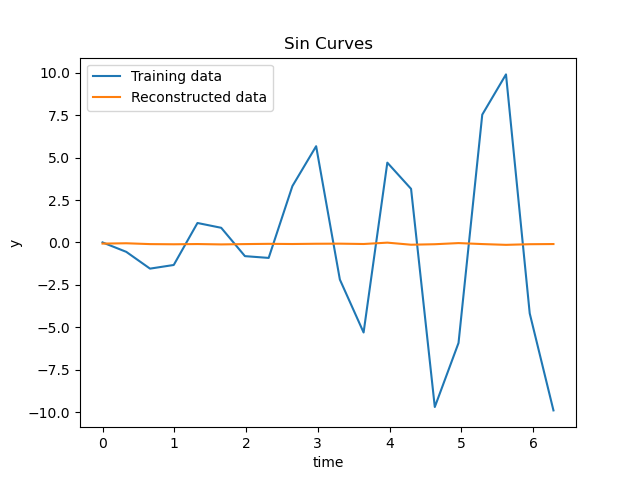 Sin Curves
Training data
Reconstructed data
10.0
7.5
5.0
2.5
0.0
−2.5
−5.0
−7.5
−10.0
y
0 1 2 3 4 5 6
time